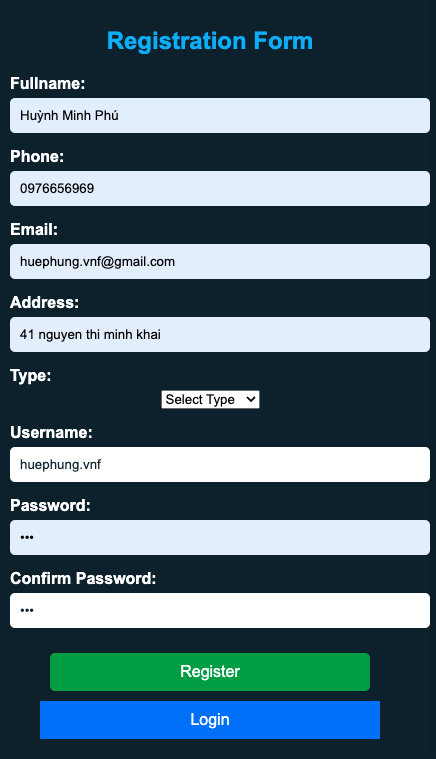 Registration Form
Fullname:
Huỳnh Minh Phú
Phone:
0976656969
Email:
huephung.vnf@gmail.com
Address:
41 nguyen thi minh khai
Type:
Select Type
Username:
huephung.vnf
Password:
•••
Confirm Password:
•••
Register
Login